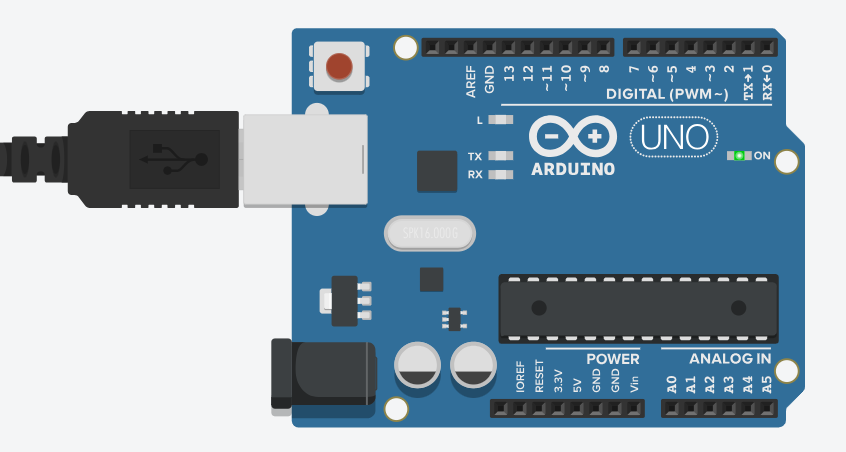 AREF
GND
13
12
~11
~10
~9
8
7
~6
~5
4
~3
2
TX→1
RX←0
DIGITAL (PWM~)
L
TX
RX
UNO
ARDUINO
ON
SPK16.000G
POWER
ANALOG IN
IOREF
RESET
3.3V
5V
GND
GND
Vin
A0
A1
A2
A3
A4
A5